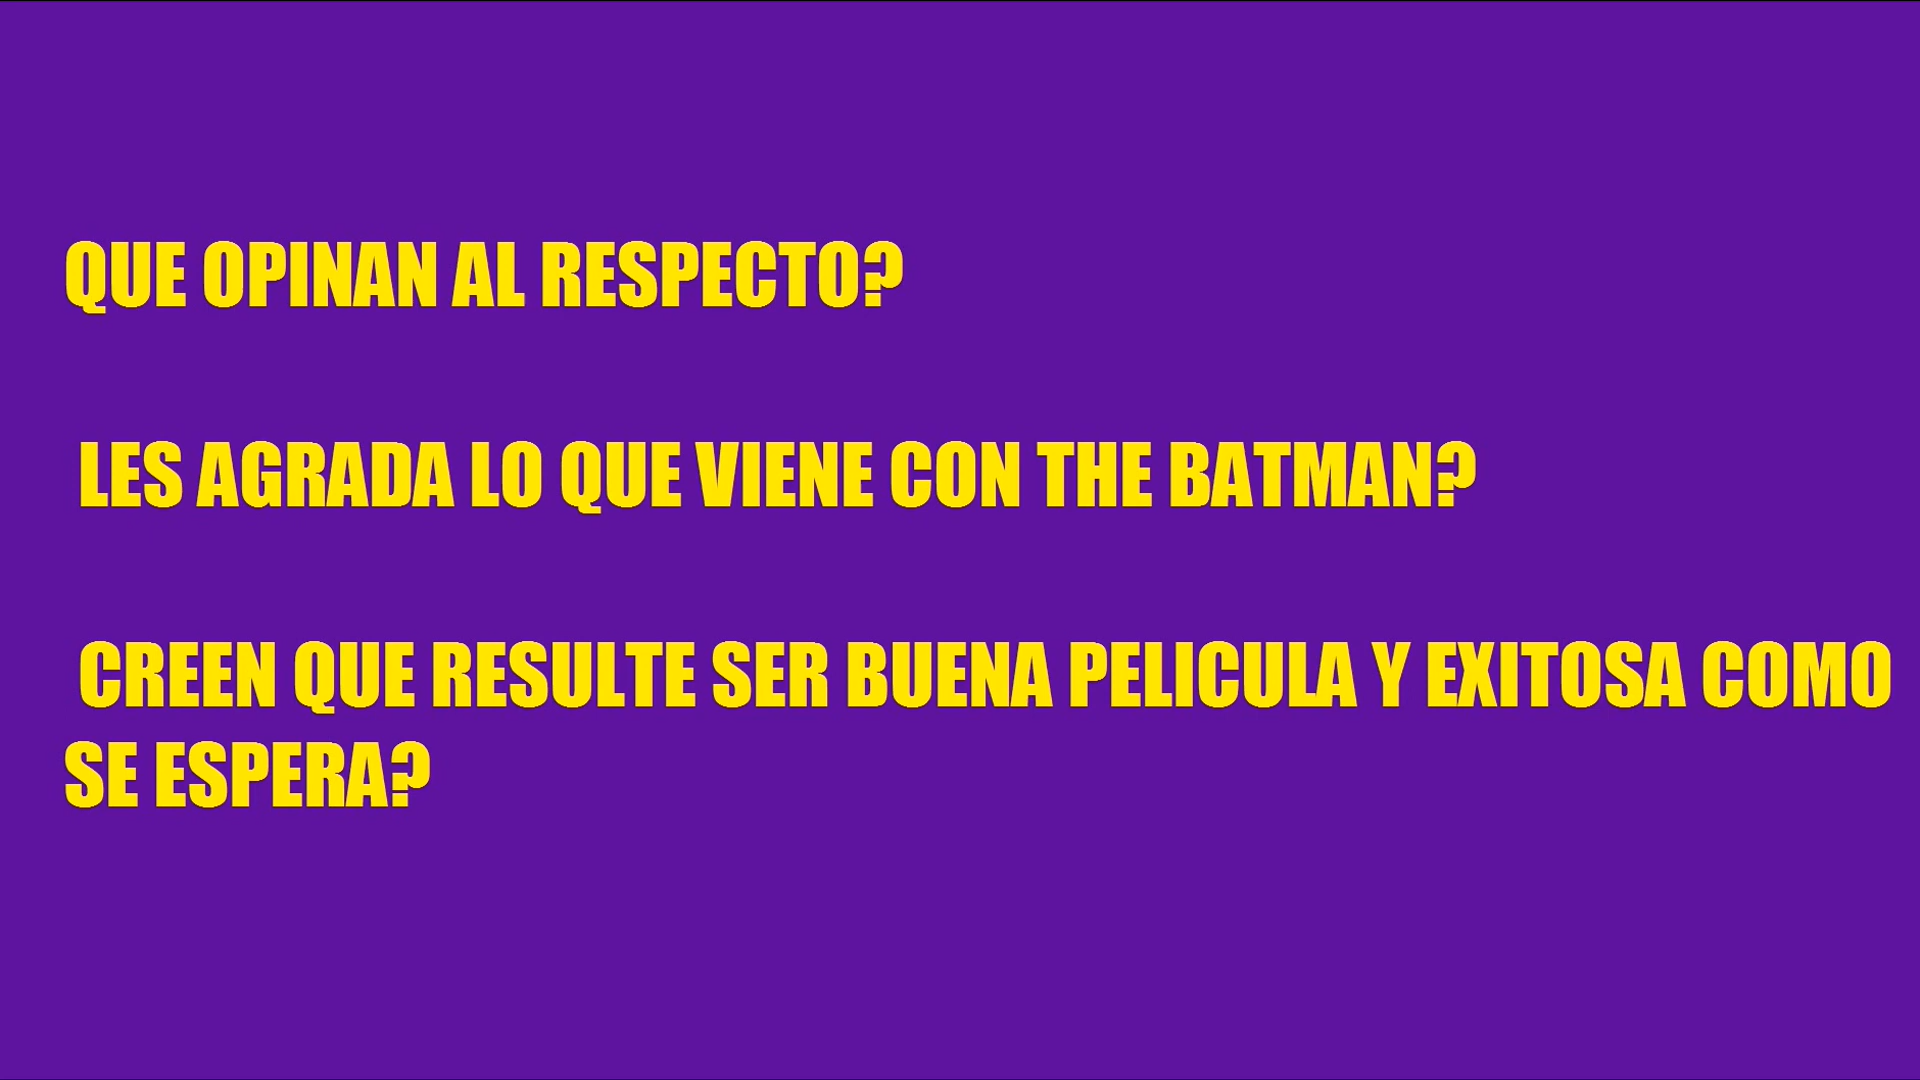 QUE OPINAN AL RESPECTO?
LES AGRADA LO QUE VIENE CON THE BATMAN?
CREEN QUE RESULTE SER BUENA PELICULA Y EXITOSA COMO
SE ESPERA?